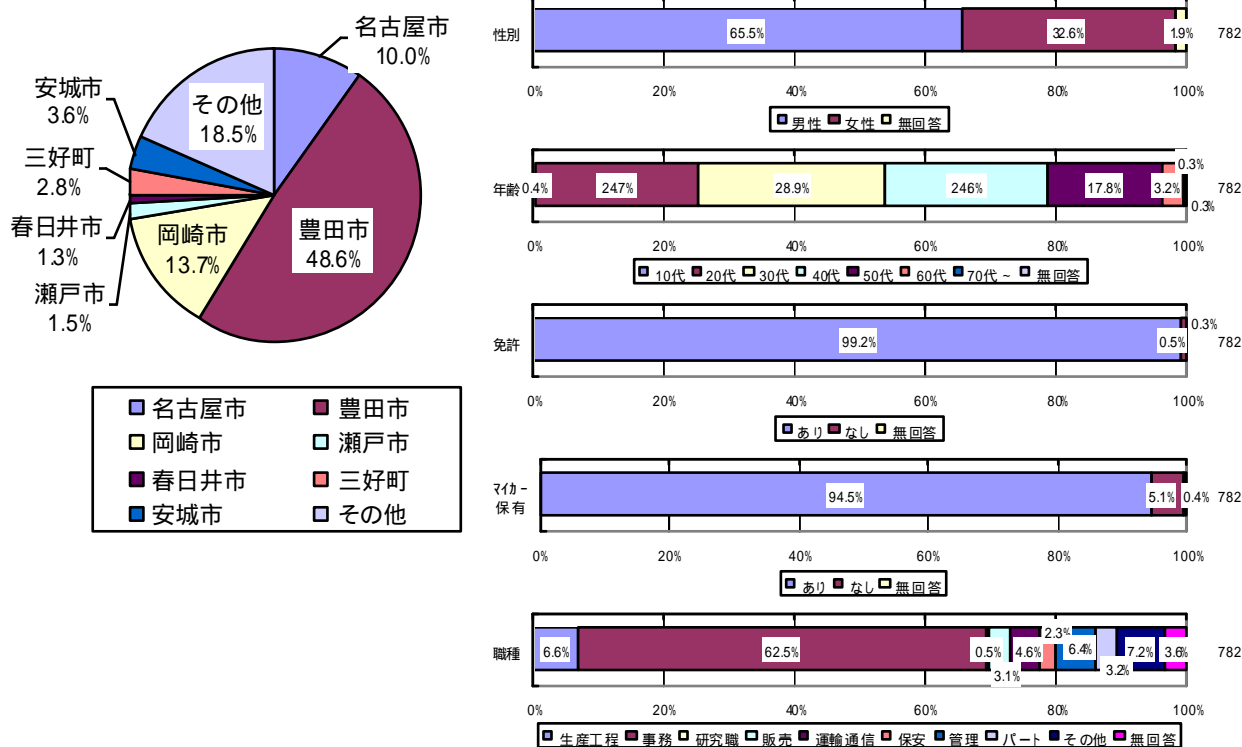 名古屋市
10.0%
豊田市
48.6%
岡崎市
13.7%
瀬戸市
1.5%
春日井市
1.3%
三好町
2.8%
安城市
3.6%
その他
18.5%
名古屋市 豊田市
岡崎市 瀬戸市
春日井市 三好町
安城市 その他
性別 65.5% 32.6% 1.9% 782
0% 20% 40% 60% 80% 100%
男性 女性 無回答
0.3%
年齢 0.4% 247% 28.9% 246% 17.8% 3.2% 782
0.3%
0% 20% 40% 60% 80% 100%
10代 20代 30代 40代 50代 60代 70代~ 無回答
0.3%
免許 99.2% 0.5% 782
0% 20% 40% 60% 80% 100%
あり なし 無回答
マイカー
保有 94.5% 5.1% 0.4% 782
0% 20% 40% 60% 80% 100%
あり なし 無回答
2.3%
職種 6.6% 62.5% 0.5% 4.6% 6.4% 7.2% 3.6% 782
3.1% 3.2%
0% 20% 40% 60% 80% 100%
生産工程 事務 研究職 販売 運輸通信 保安 管理 パート その他 無回答